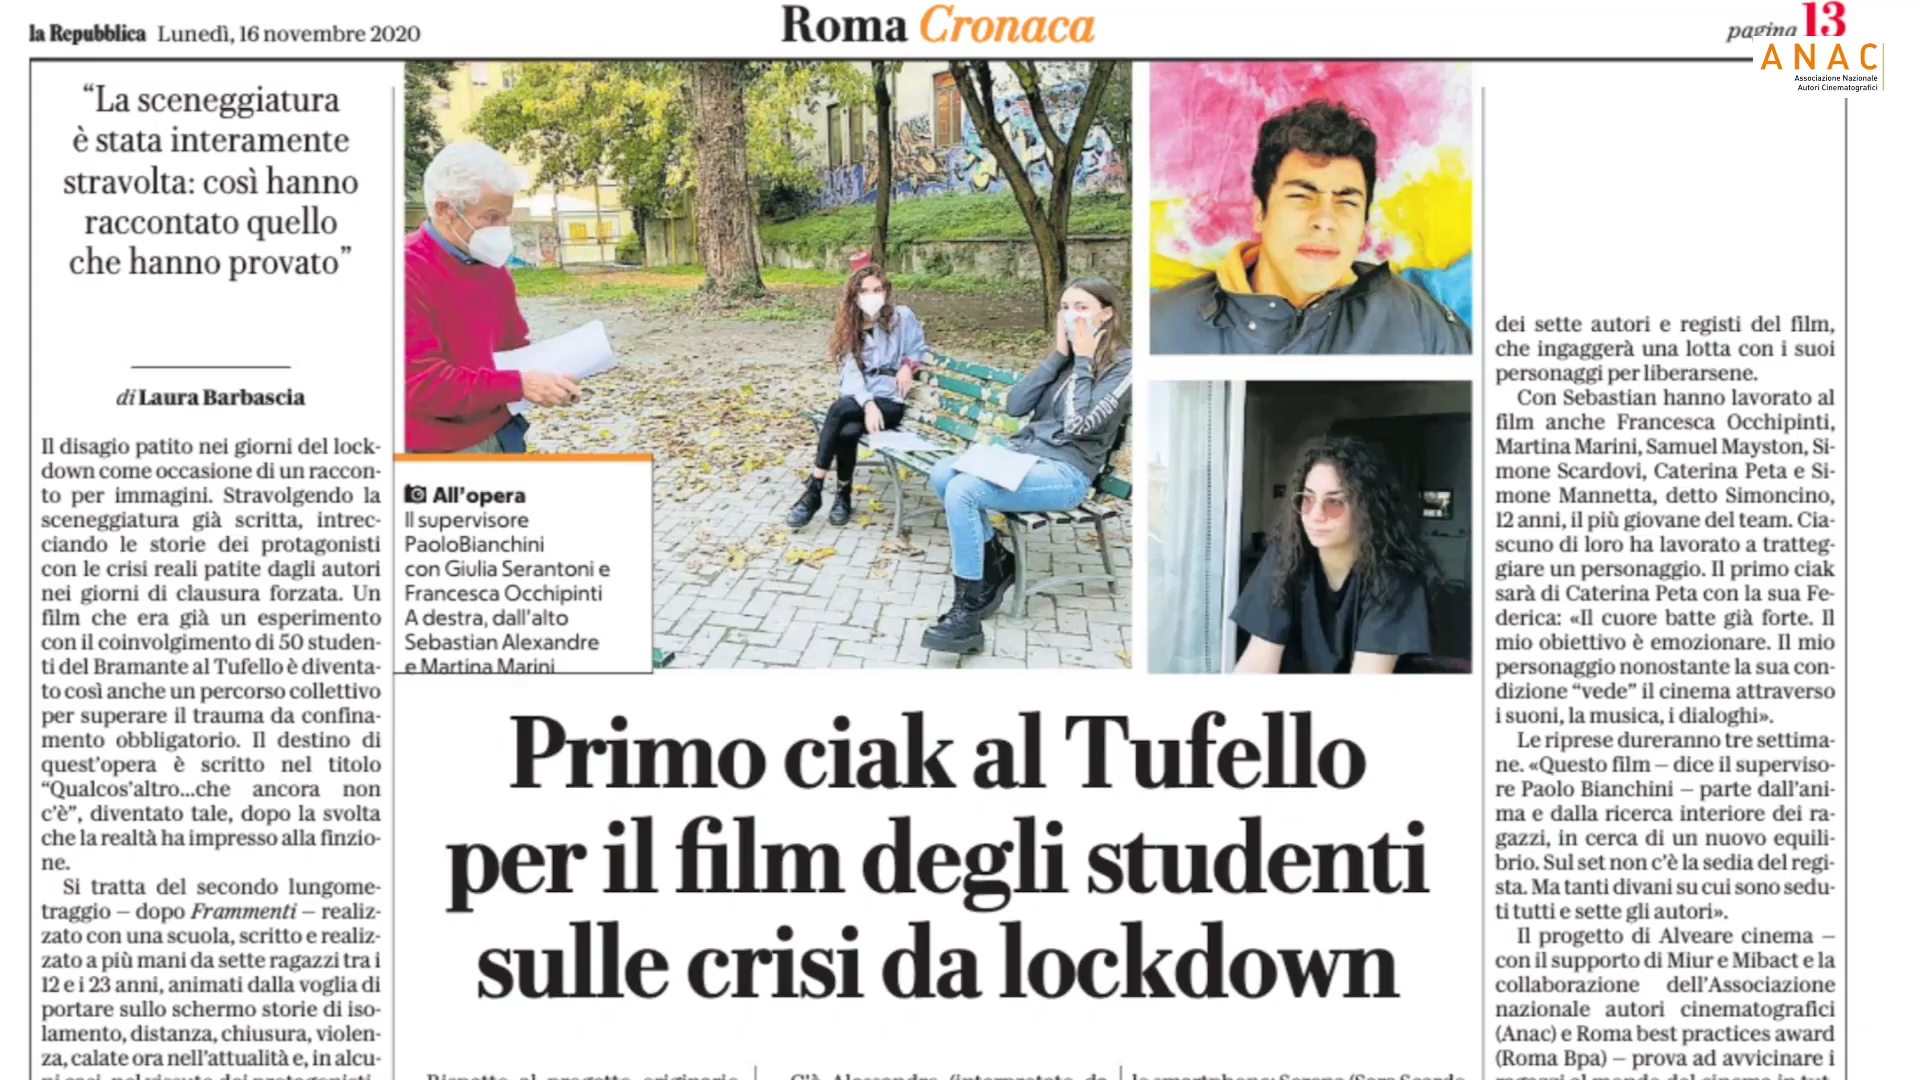 la Repubblica Lunedì, 16 novembre 2020
Roma Cronaca
pagina 13
ANAC
Associazione Nazionale
Autori Cinematografici
“La sceneggiatura
è stata interamente
stravolta: così hanno
raccontato quello
che hanno provato”
di Laura Barbascia
Il disagio patito nei giorni del lock-
down come occasione di un raccon-
to per immagini. Stravolgendo la
sceneggiatura già scritta, intrec-
ciando le storie dei protagonisti
con le crisi reali patite dagli autori
nei giorni di clausura forzata. Un
film che era già un esperimento
con il coinvolgimento di 50 studen-
ti del Bramante al Tufello è diventa-
to così anche un percorso collettivo
per superare il trauma da confina-
mento obbligatorio. Il destino di
quest'opera è scritto nel titolo
“Qualcos'altro...che ancora non
c'è”, diventato tale, dopo la svolta
che la realtà ha impresso alla finzio-
ne.
Si tratta del secondo lungome-
traggio – dopo Frammenti – realiz-
zato con una scuola, scritto e realiz-
zato a più mani da sette ragazzi tra i
12 e i 23 anni, animati dalla voglia di
portare sullo schermo storie di iso-
lamento, distanza, chiusura, violen-
za, calate ora nell'attualità e, in alcu-
All'opera
Il supervisore
PaoloBianchini
con Giulia Serantoni e
Francesca Occhipinti
A destra, dall'alto
Sebastian Alexandre
e Martina Marini
Primo ciak al Tufello
per il film degli studenti
sulle crisi da lockdown
dei sette autori e registi del film,
che ingaggerà una lotta con i suoi
personaggi per liberarsene.
Con Sebastian hanno lavorato al
film anche Francesca Occhipinti,
Martina Marini, Samuel Mayston, Si-
mone Scardovi, Caterina Peta e Si-
mone Mannetta, detto Simoncino,
12 anni, il più giovane del team. Cia-
scuno di loro ha lavorato a tratteg-
giare un personaggio. Il primo ciak
sarà di Caterina Peta con la sua Fe-
derica: «Il cuore batte già forte. Il
mio obiettivo è emozionare. Il mio
personaggio nonostante la sua con-
dizione “vede” il cinema attraverso
i suoni, la musica, i dialoghi».
Le riprese dureranno tre settima-
ne. «Questo film – dice il superviso-
re Paolo Bianchini – parte dall'ani-
ma e dalla ricerca interiore dei ra-
gazzi, in cerca di un nuovo equili-
brio. Sul set non c'è la sedia del regi-
sta. Ma tanti divani su cui sono sedu-
ti tutti e sette gli autori».
Il progetto di Alveare cinema –
con il supporto di Miur e Mibact e la
collaborazione dell'Associazione
nazionale autori cinematografici
(Anac) e Roma best practices award
(Roma Bpa) – prova ad avvicinare i